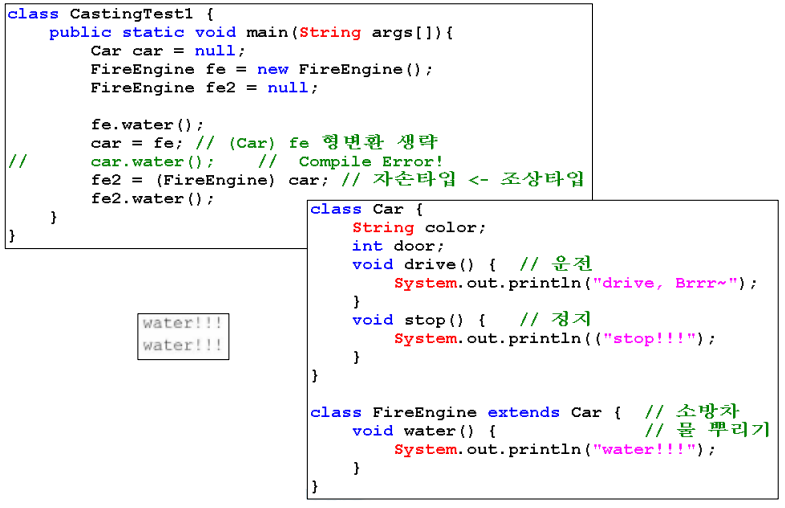 class CastingTest1 {
    public static void main(String args[]){
        Car car = null;
        FireEngine fe = new FireEngine();
        FireEngine fe2 = null;

        fe.water();
        car = fe; // (Car) fe 형변환 생략
//      car.water();    //  Compile Error!
        fe2 = (FireEngine) car; // 자손타입 <- 조상타입
        fe2.water();
    }
}
class Car {
    String color;
    int door;
    void drive() {  // 운전
        System.out.println("drive, Brrr~");
    }
    void stop() {   // 정지
        System.out.println(("stop!!!");
    }
}

class FireEngine extends Car {  // 소방차
    void water() {              // 물 뿌리기
        System.out.println("water!!!");
    }
}
water!!!
water!!!